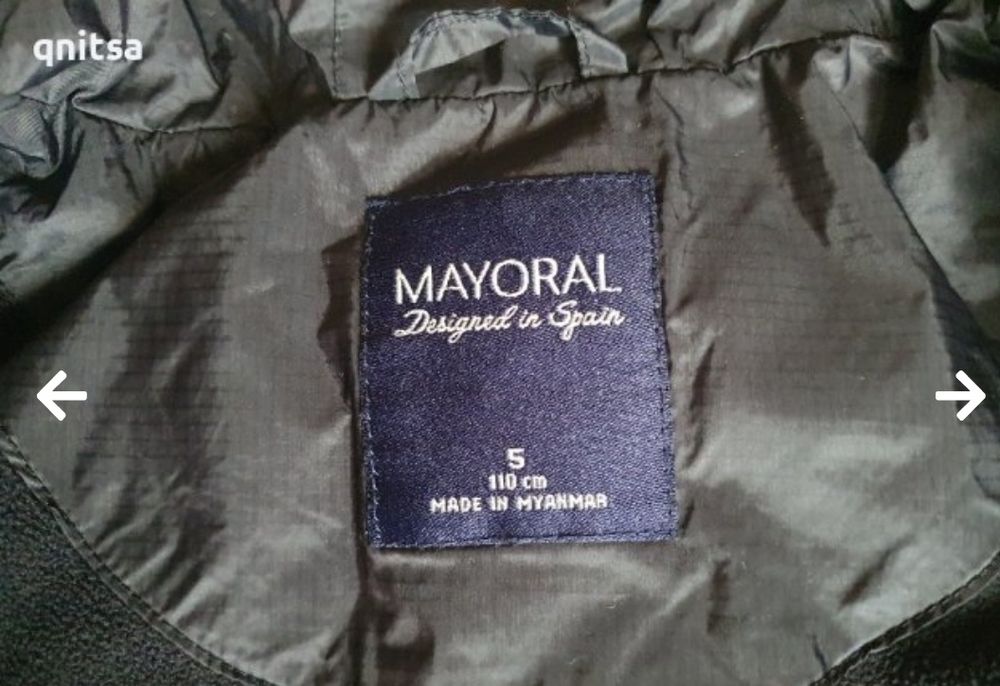 qnitsa
MAYORAL
Designed in Spain
5
110 cm
MADE IN MYANMAR